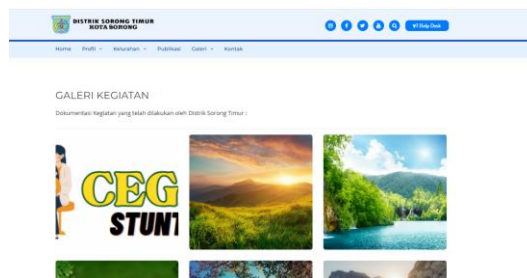 DISTRIK SORONG TIMUR
KOTA SORONG
Help Desk
Home Profil Kelurahan Publikasi Galeri Kontak
GALERI KEGIATAN
Dokumentasi Kegiatan yang telah dilakukan oleh Distrik Sorong Timur :
CEG
STUNT